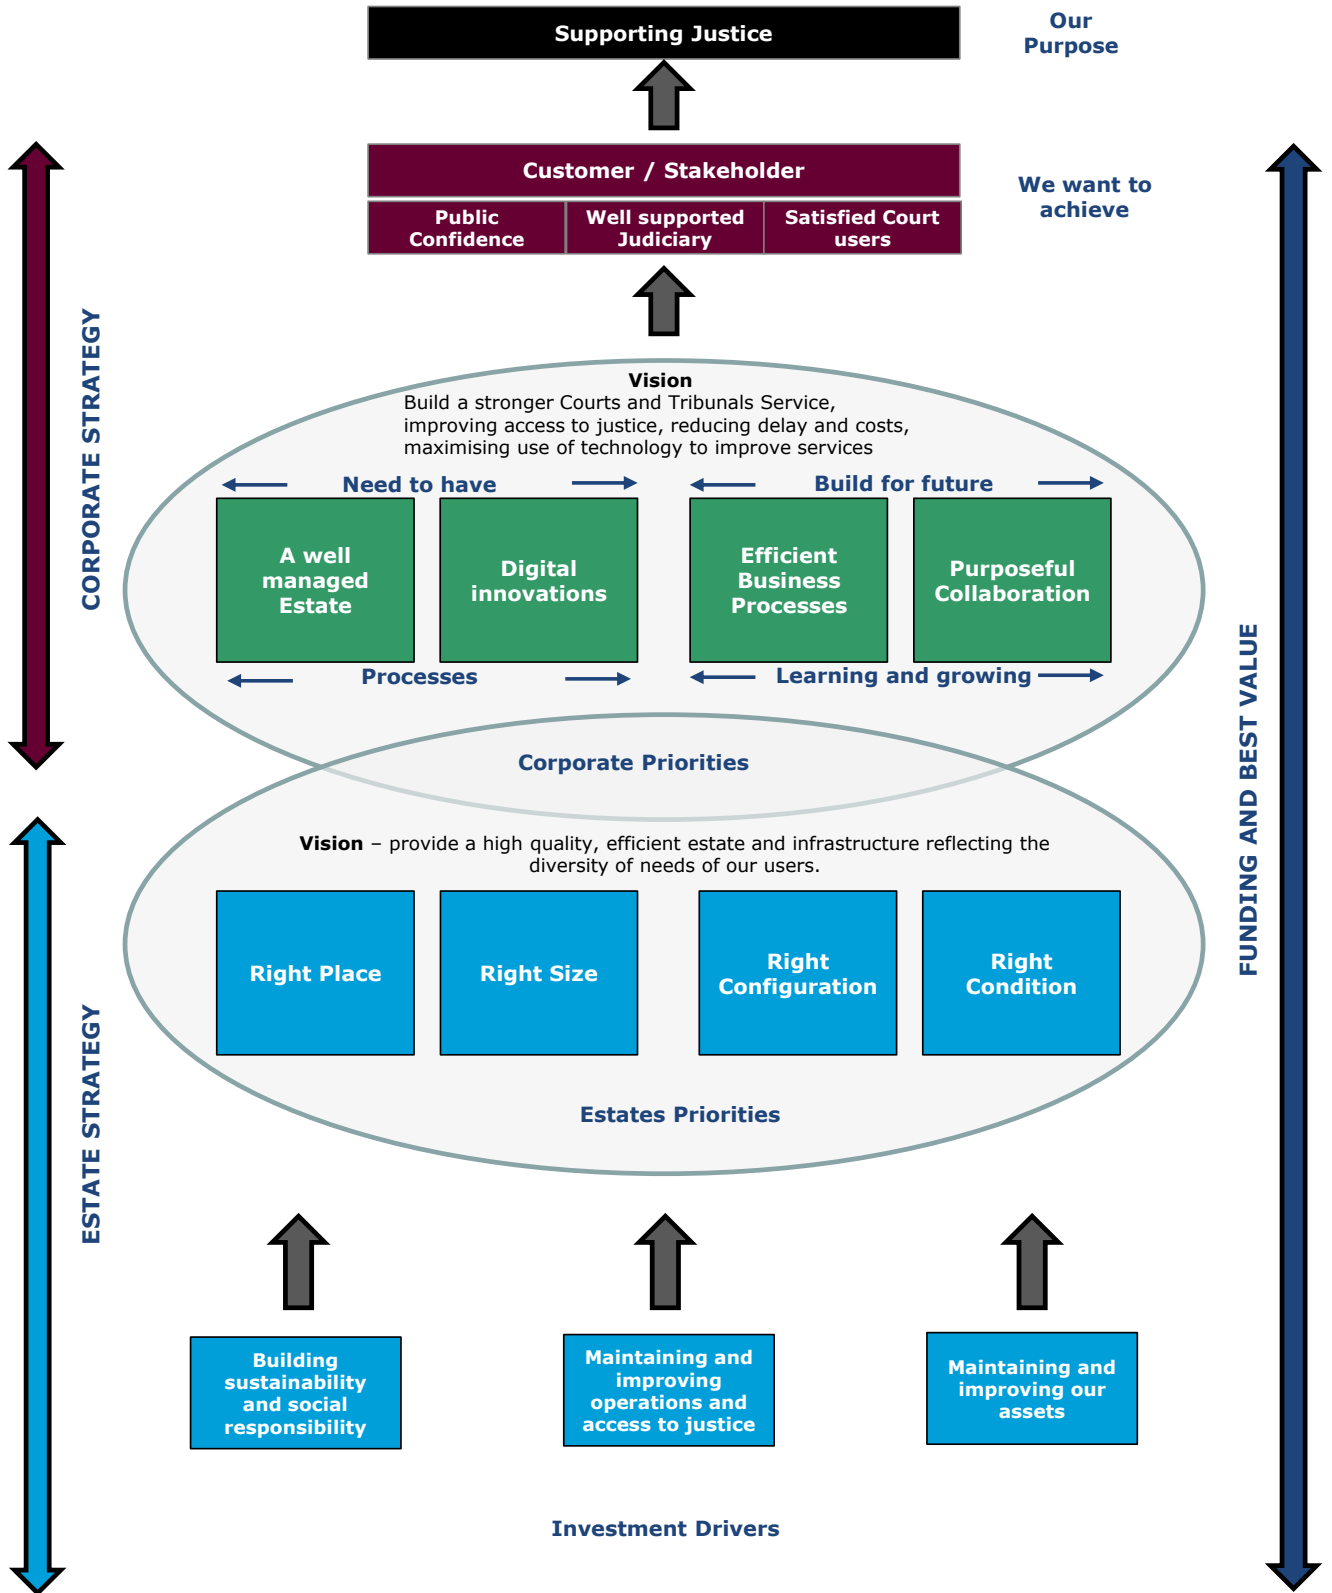 Supporting Justice
Our
Purpose
Customer / Stakeholder
Public
Confidence
Well supported
Judiciary
Satisfied Court
users
We want to
achieve
CORPORATE STRATEGY
Vision
Build a stronger Courts and Tribunals Service,
improving access to justice, reducing delay and costs,
maximising use of technology to improve services
Need to have
Build for future
A well
managed
Estate
Digital
innovations
Efficient
Business
Processes
Purposeful
Collaboration
Processes
Learning and growing
Corporate Priorities
FUNDING AND BEST VALUE
ESTATE STRATEGY
Vision – provide a high quality, efficient estate and infrastructure reflecting the
diversity of needs of our users.
Right Place
Right Size
Right
Configuration
Right
Condition
Estates Priorities
Building
sustainability
and social
responsibility
Maintaining and
improving
operations and
access to justice
Maintaining and
improving our
assets
Investment Drivers